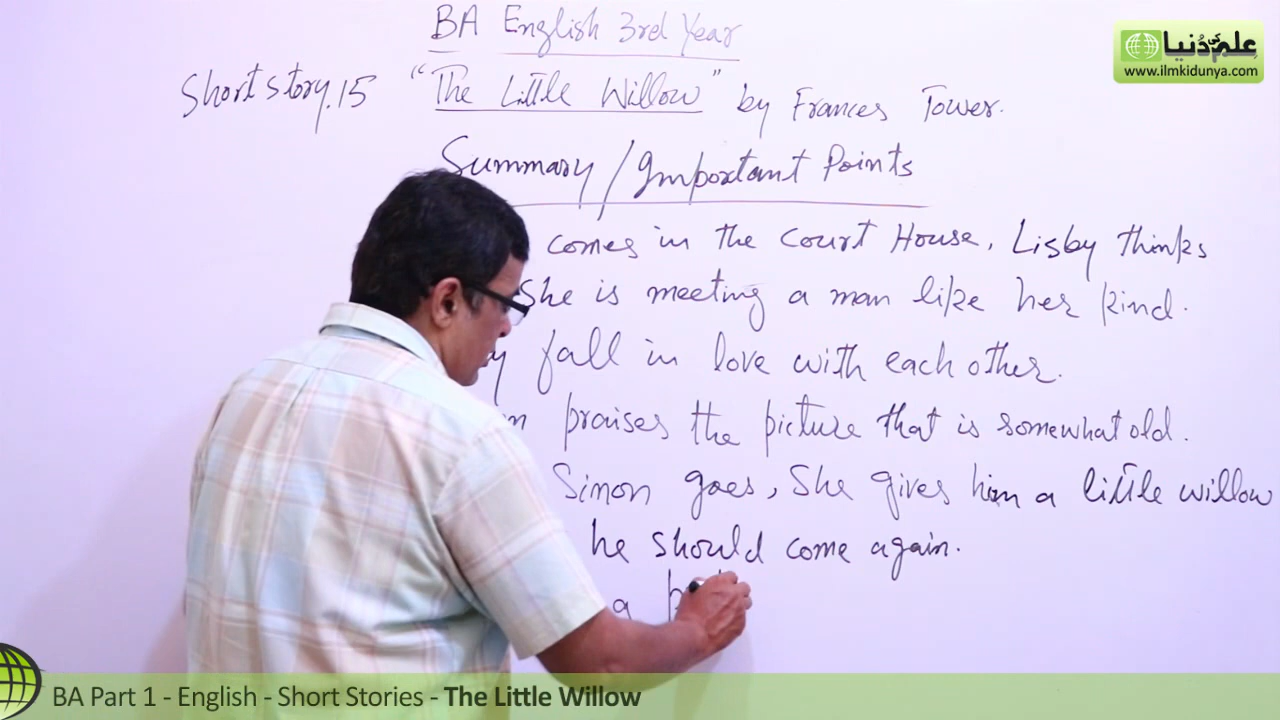 BA English 3rd Year
علم کی دنیا
www.ilmkidunya.com
Short story.15 "The Little Willow" by Frances Tower.
Summary / Important Points
comes in the Court House, Lisby thinks
She is meeting a man like her kind.
fall in love with each other.
praises the picture that is somewhat old.
Simon goes, She gives him a little willow
he should come again.
a
BA Part 1 - English - Short Stories - The Little Willow